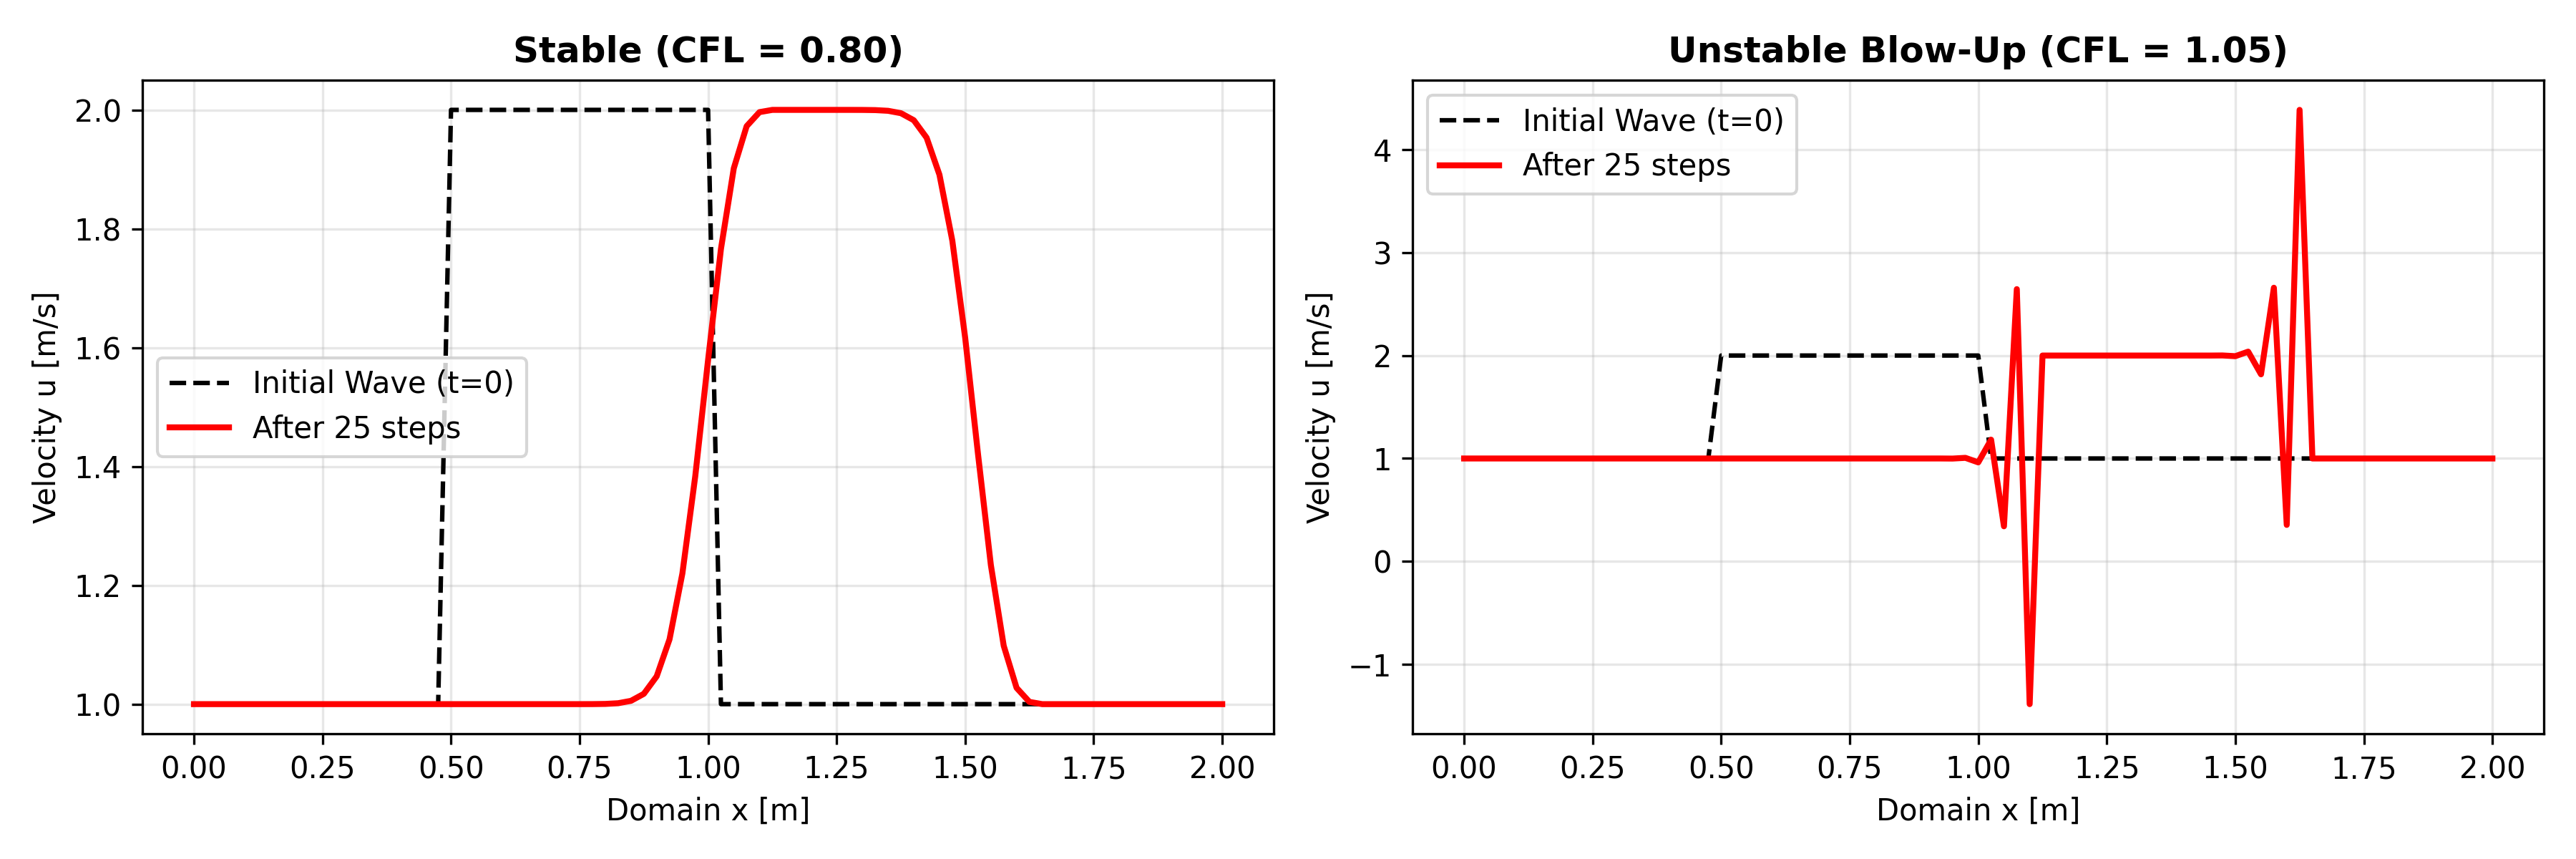 Stable (CFL = 0.80)
2.0
1.8
1.6
1.4
1.2
1.0
Velocity u [m/s]
Initial Wave (t=0)
After 25 steps
0.00 0.25 0.50 0.75 1.00 1.25 1.50 1.75 2.00
Domain x [m]
Unstable Blow-Up (CFL = 1.05)
Initial Wave (t=0)
After 25 steps
4
3
2
1
0
−1
Velocity u [m/s]
0.00 0.25 0.50 0.75 1.00 1.25 1.50 1.75 2.00
Domain x [m]